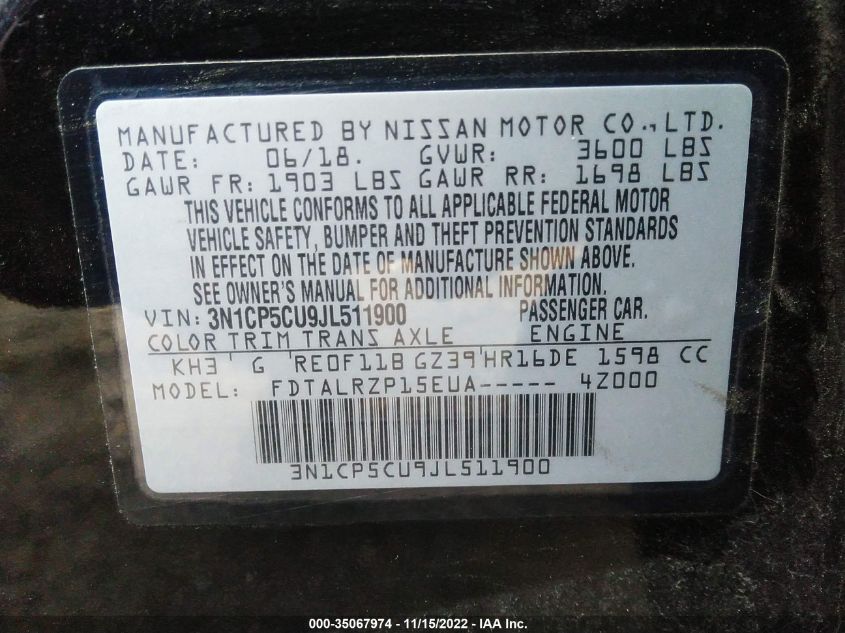 MANUFACTURED BY NISSAN MOTOR CO., LTD.
DATE: 06/18. GVWR: 3600 LBS
GAWR FR: 1903 LBS GAWR RR: 1698 LBS
THIS VEHICLE CONFORMS TO ALL APPLICABLE FEDERAL MOTOR
VEHICLE SAFETY, BUMPER AND THEFT PREVENTION STANDARDS
IN EFFECT ON THE DATE OF MANUFACTURE SHOWN ABOVE.
SEE OWNER'S MANUAL FOR ADDITIONAL INFORMATION.
VIN: 3N1CP5CU9JL511900 PASSENGER CAR.
COLOR TRIM TRANS AXLE ENGINE
KH3 ' G 'RE0F11B GZ39'HR16DE 1598 CC
MODEL: FDTALRZP15EUA----- 4Z000
3N1CP5CU9JL511900
000-35067974 - 11/15/2022 - IAA Inc.